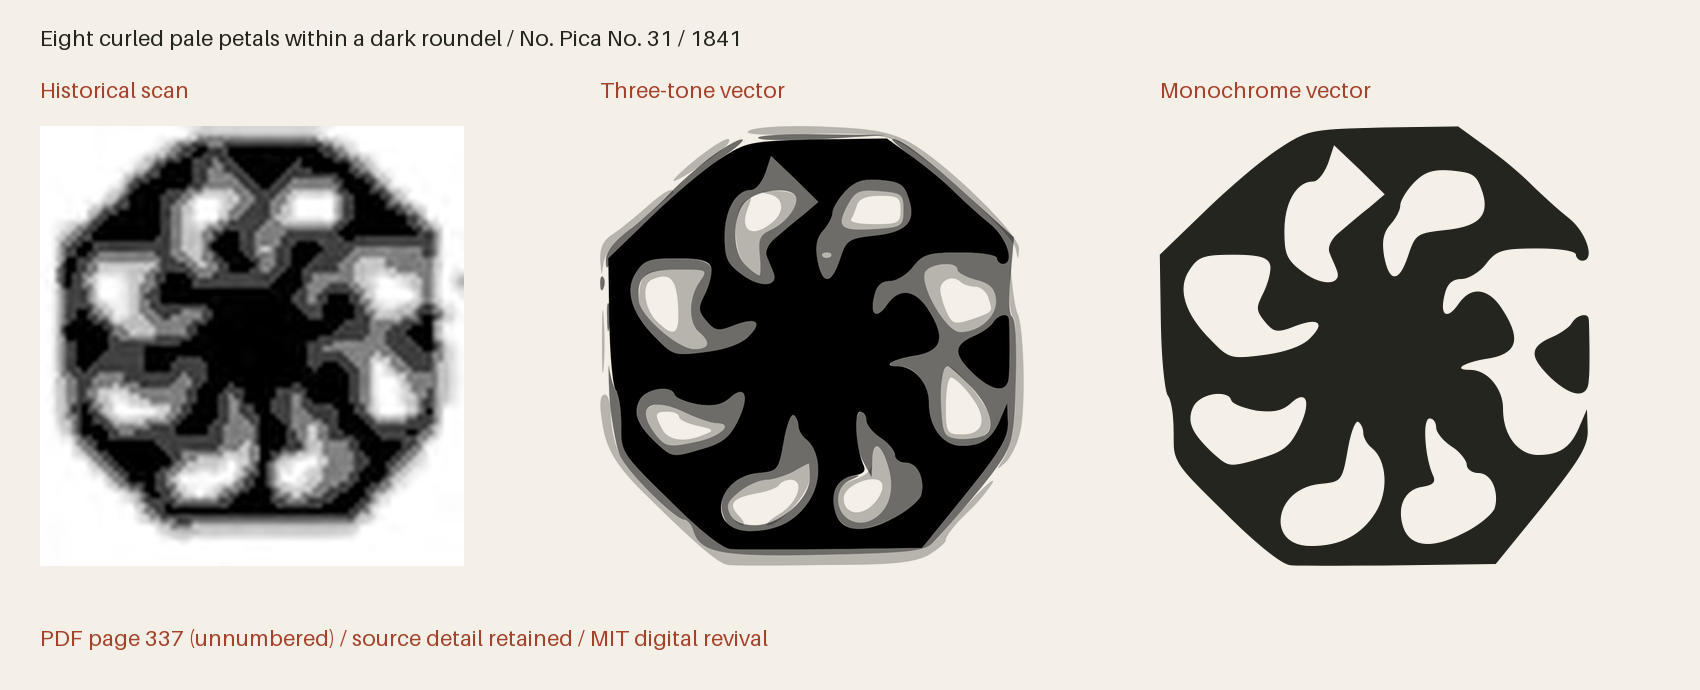 Eight curled pale petals within a dark roundel / No. Pica No. 31 / 1841
Historical scan
Three-tone vector
Monochrome vector
PDF page 337 (unnumbered) / source detail retained / MIT digital revival